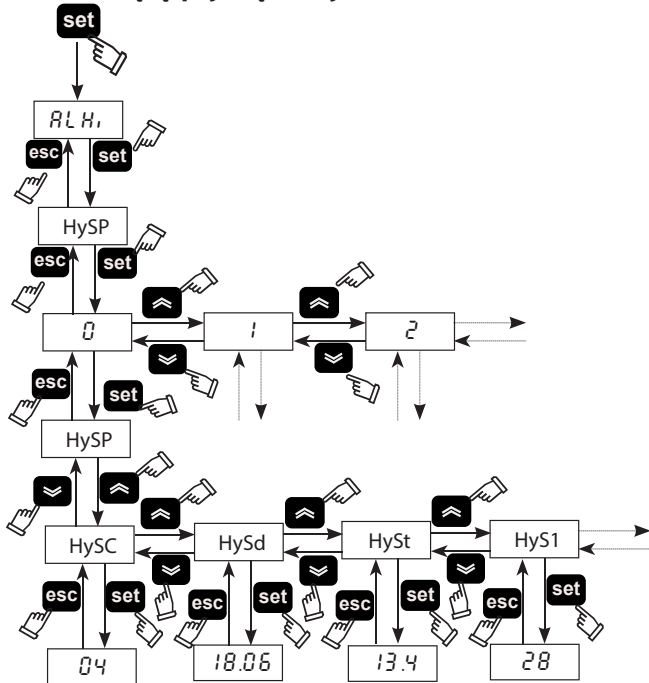 set
ALHi
esc set
HySP
esc set
0 1 2
esc set
HySP
HySC HySd HySt HyS1
esc set esc set esc set esc set
04 18.06 13.4 28